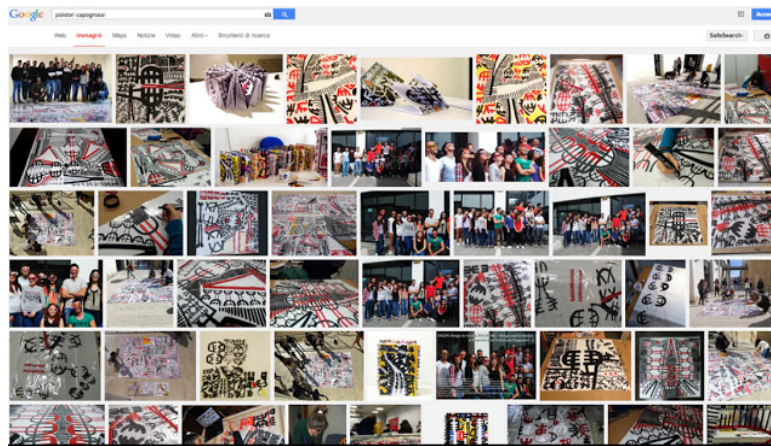 Google
polidori capogrossi
Web Immagini Maps Notizie Video Altro Strumenti di ricerca
SafeSearch